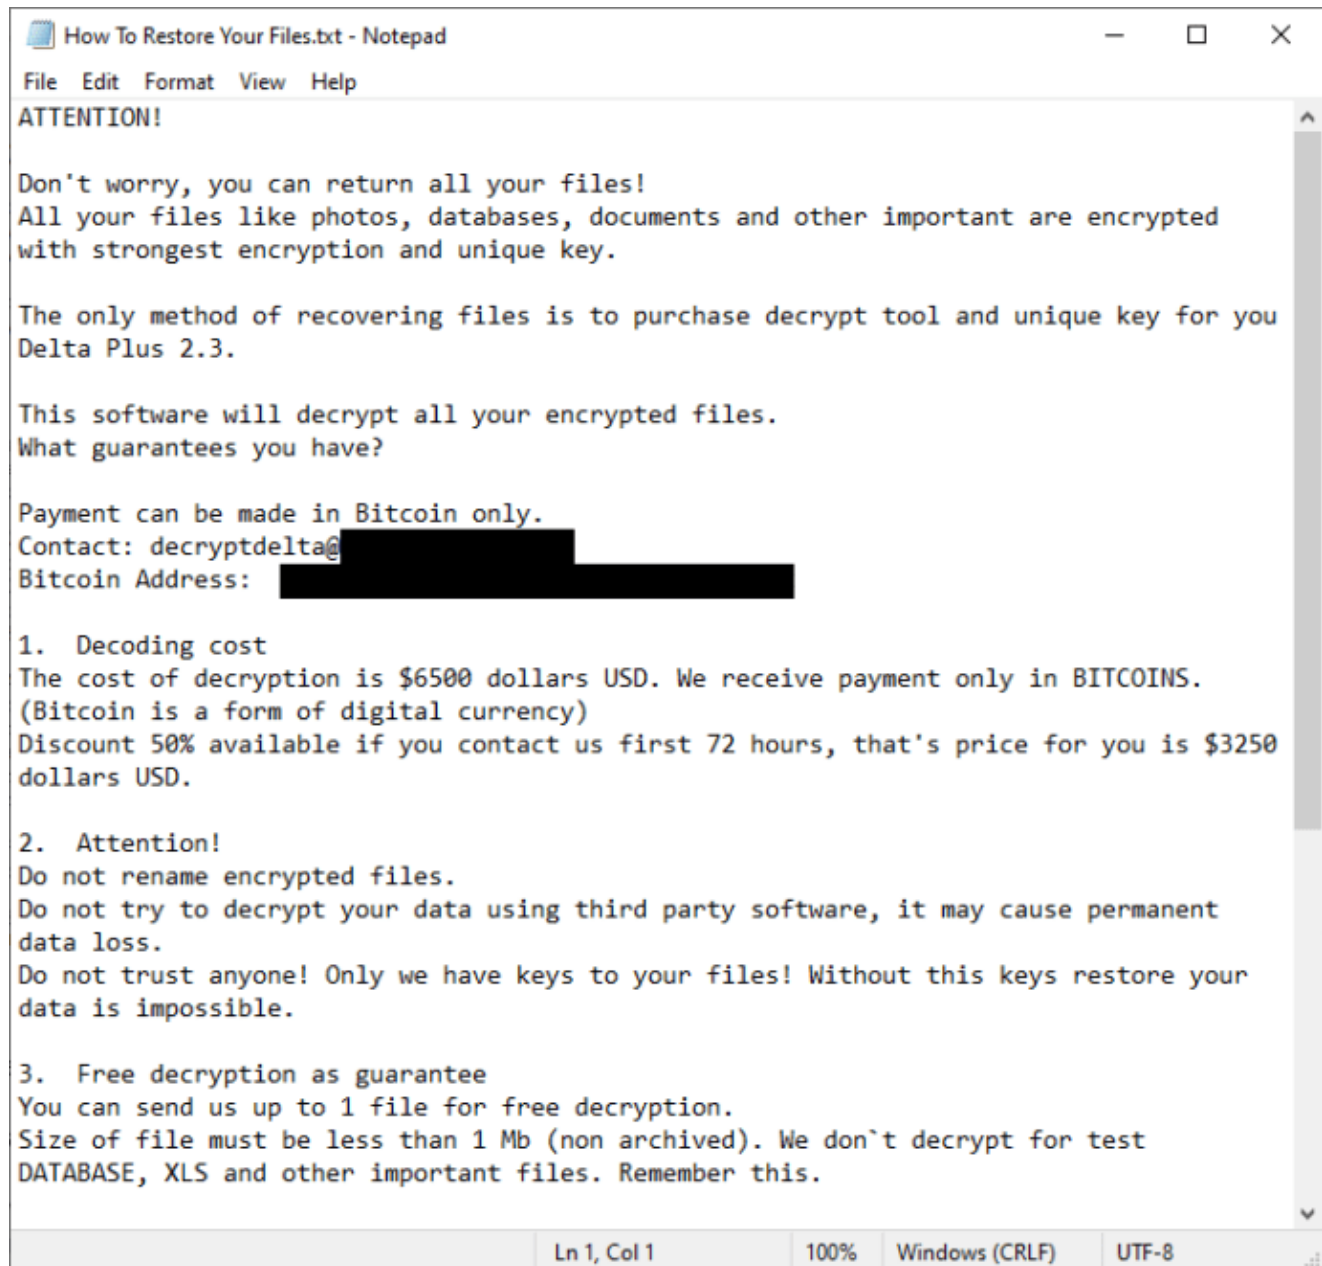 How To Restore Your Files.txt - Notepad
File Edit Format View Help
ATTENTION!
Don't worry, you can return all your files!
All your files like photos, databases, documents and other important are encrypted
with strongest encryption and unique key.
The only method of recovering files is to purchase decrypt tool and unique key for you
Delta Plus 2.3.
This software will decrypt all your encrypted files.
What guarantees you have?
Payment can be made in Bitcoin only.
Contact: decryptdelta@
Bitcoin Address:
1. Decoding cost
The cost of decryption is $6500 dollars USD. We receive payment only in BITCOINS.
(Bitcoin is a form of digital currency)
Discount 50% available if you contact us first 72 hours, that's price for you is $3250
dollars USD.
2. Attention!
Do not rename encrypted files.
Do not try to decrypt your data using third party software, it may cause permanent
data loss.
Do not trust anyone! Only we have keys to your files! Without this keys restore your
data is impossible.
3. Free decryption as guarantee
You can send us up to 1 file for free decryption.
Size of file must be less than 1 Mb (non archived). We don`t decrypt for test
DATABASE, XLS and other important files. Remember this.
Ln 1, Col 1 100% Windows (CRLF) UTF-8